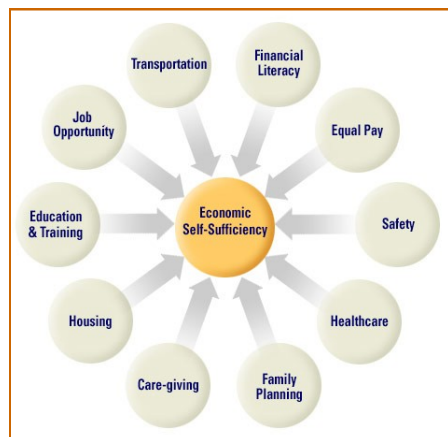 Transportation
Financial
Literacy
Job
Opportunity
Equal Pay
Economic
Self-Sufficiency
Education
& Training
Safety
Housing
Healthcare
Care-giving
Family
Planning